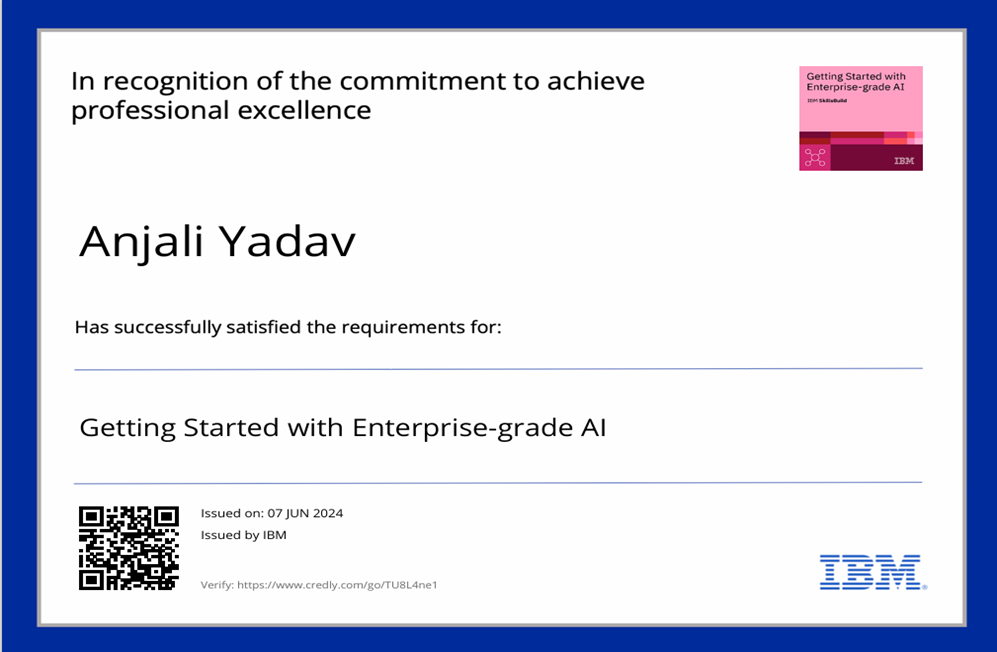 In recognition of the commitment to achieve
professional excellence
Getting Started with
Enterprise-grade AI
IBM SkillsBuild
IBM
Anjali Yadav
Has successfully satisfied the requirements for:
Getting Started with Enterprise-grade AI
Issued on: 07 JUN 2024
Issued by IBM
Verify: https://www.credly.com/go/TU8L4ne1
IBM®